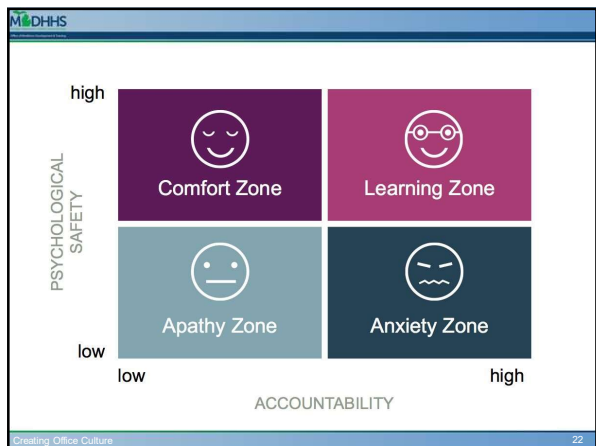 MDHHS
high
Comfort Zone
Learning Zone
PSYCHOLOGICAL
SAFETY
Apathy Zone
Anxiety Zone
low
low
high
ACCOUNTABILITY
Creating Office Culture
22